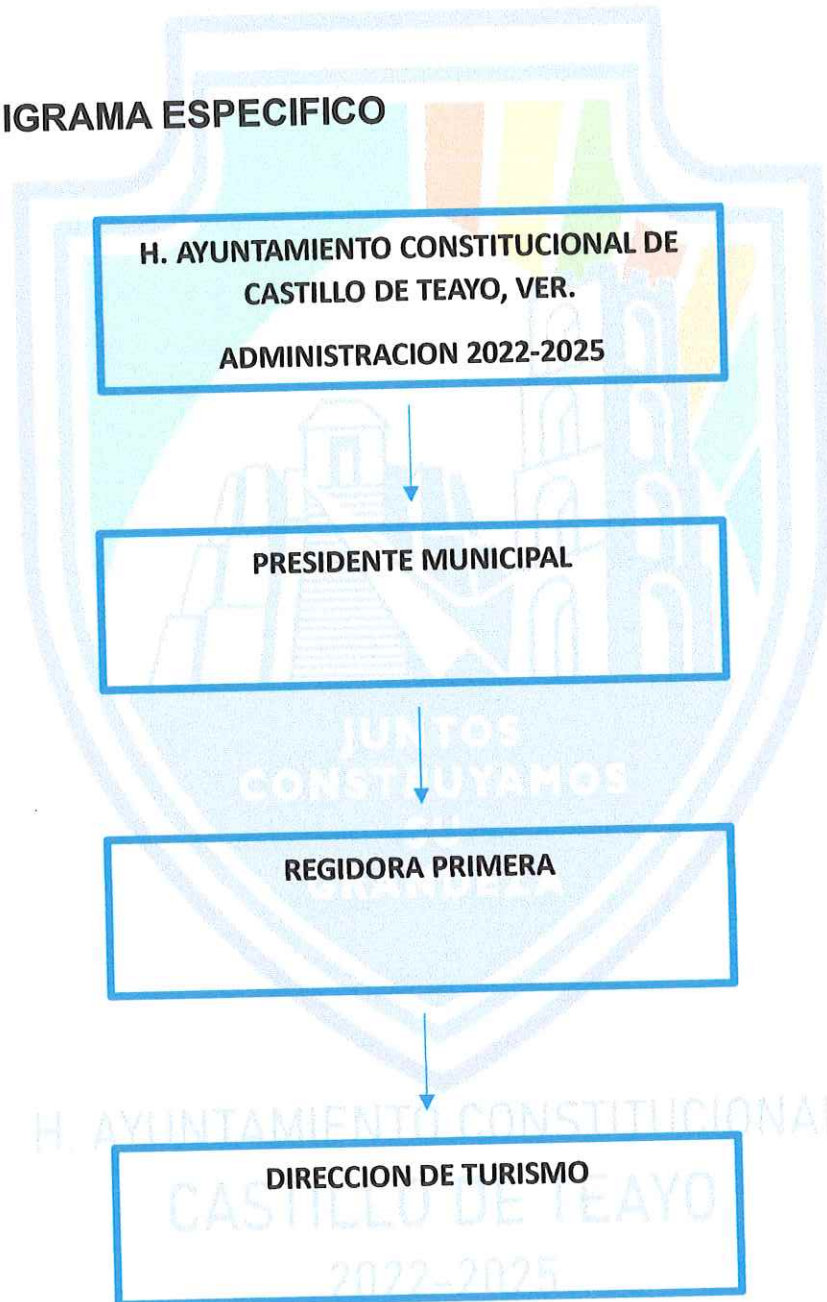 IGRAMA ESPECIFICO
H. AYUNTAMIENTO CONSTITUCIONAL DE
CASTILLO DE TEAYO, VER.
ADMINISTRACION 2022-2025
PRESIDENTE MUNICIPAL
JUNTOS
CONSTRUYAMOS
SU
GRANDEZA
REGIDORA PRIMERA
H. AYUNTAMIENTO CONSTITUCIONAL
CASTILLO DE TEAYO
2022-2025
DIRECCION DE TURISMO